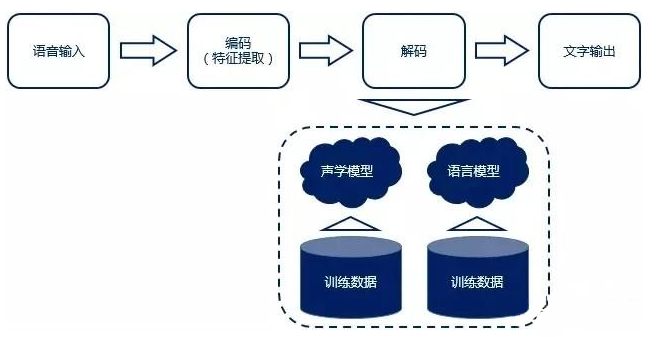 语音输入
编码
（特征提取）
解码
文字输出
声学模型
语言模型
训练数据
训练数据